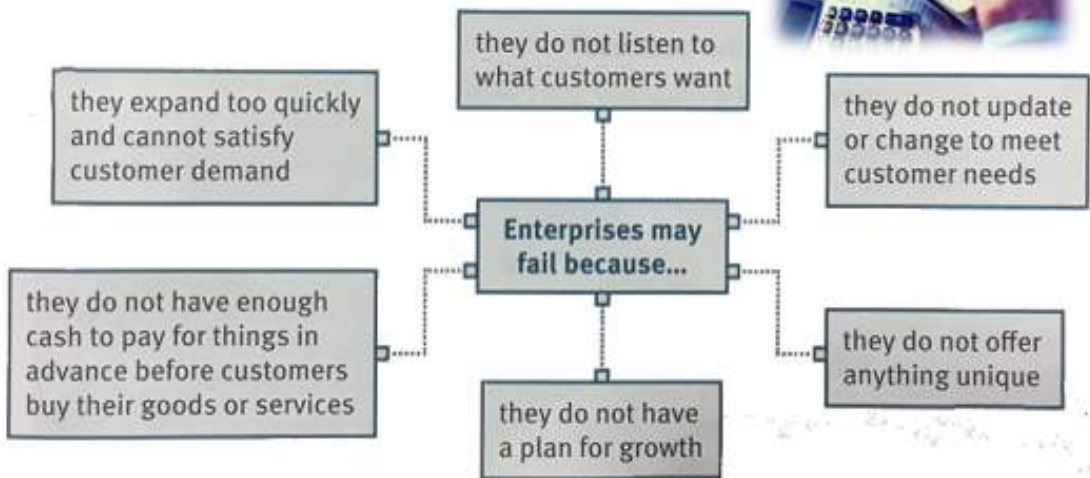 they do not listen to
what customers want
they expand too quickly
and cannot satisfy
customer demand
they do not update
or change to meet
customer needs
Enterprises may
fail because...
they do not have enough
cash to pay for things in
advance before customers
buy their goods or services
they do not offer
anything unique
they do not have
a plan for growth